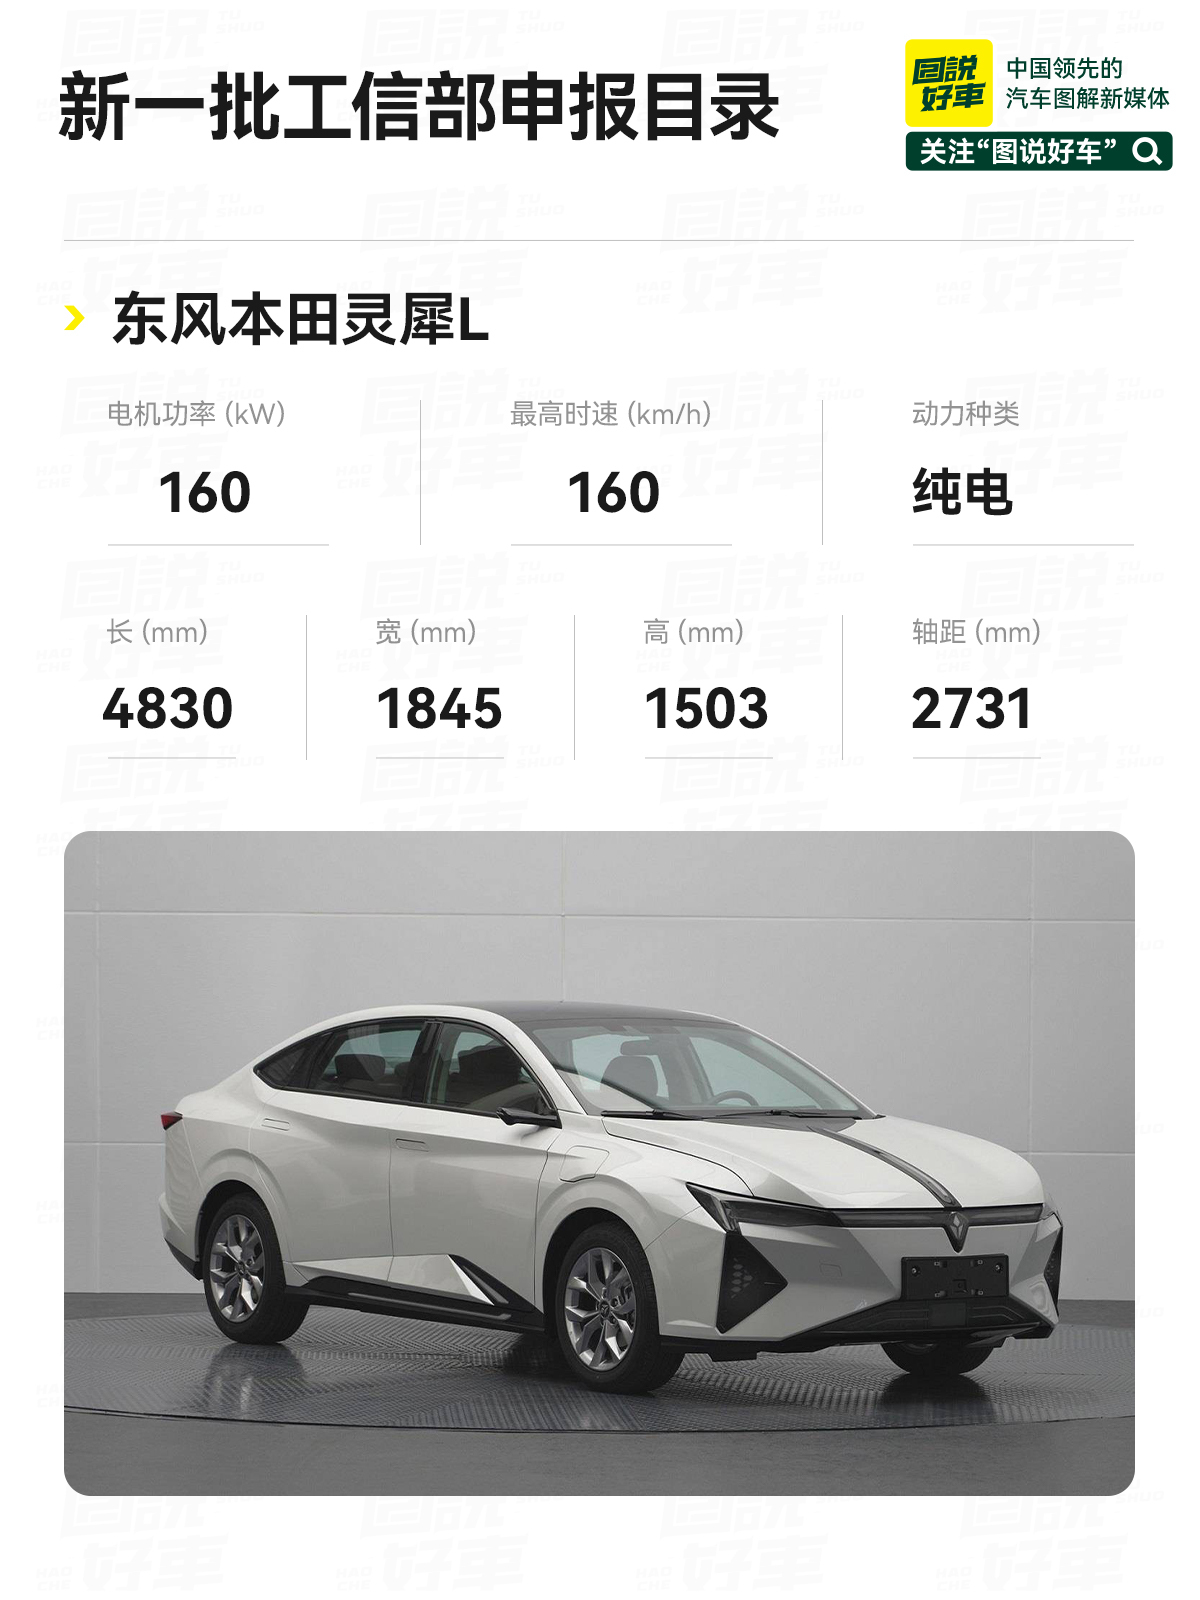 新一批工信部申报目录
图説
好車
中国领先的
汽车图解新媒体
关注“图说好车”
东风本田灵犀L
电机功率 (kW)
最高时速 (km/h)
动力种类
160
160
纯电
长 (mm)
宽 (mm)
高 (mm)
轴距 (mm)
4830
1845
1503
2731